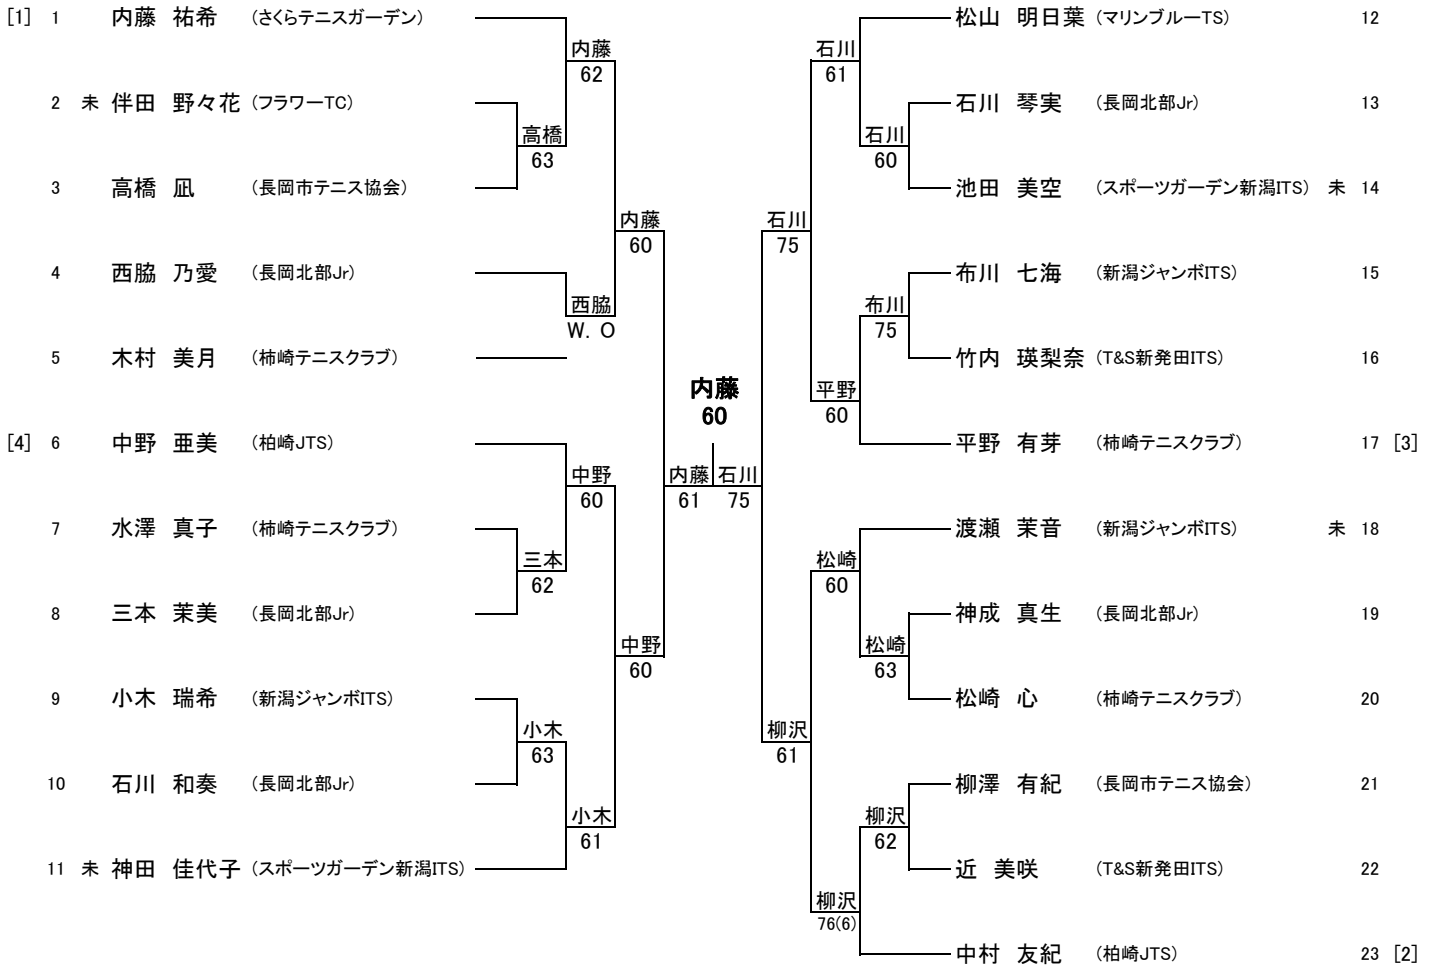 [1] 1 内藤 祐希 (さくらテニスガーデン)
2 未 伴田 野々花 (フラワーTC)
3 高橋 凪 (長岡市テニス協会)
4 西脇 乃愛 (長岡北部Jr)
5 木村 美月 (柿崎テニスクラブ)
[4] 6 中野 亜美 (柏崎JTS)
7 水澤 真子 (柿崎テニスクラブ)
8 三本 茉美 (長岡北部Jr)
9 小木 瑞希 (新潟ジャンボITS)
10 石川 和奏 (長岡北部Jr)
11 未 神田 佳代子 (スポーツガーデン新潟ITS)
内藤
62
高橋
63
内藤
60
西脇
W. O
中野
60
三本
62
中野
60
小木
63
小木
61
内藤
61
内藤
60
石川
75
石川
61
石川
60
石川
75
布川
75
平野
60
松崎
60
松崎
63
柳沢
61
柳沢
62
柳沢
76(6)
松山 明日葉 (マリンブルーTS) 12
石川 琴実 (長岡北部Jr) 13
池田 美空 (スポーツガーデン新潟ITS) 未 14
布川 七海 (新潟ジャンボITS) 15
竹内 瑛梨奈 (T&S新発田ITS) 16
平野 有芽 (柿崎テニスクラブ) 17 [3]
渡瀬 茉音 (新潟ジャンボITS) 未 18
神成 真生 (長岡北部Jr) 19
松崎 心 (柿崎テニスクラブ) 20
柳澤 有紀 (長岡市テニス協会) 21
近 美咲 (T&S新発田ITS) 22
中村 友紀 (柏崎JTS) 23 [2]